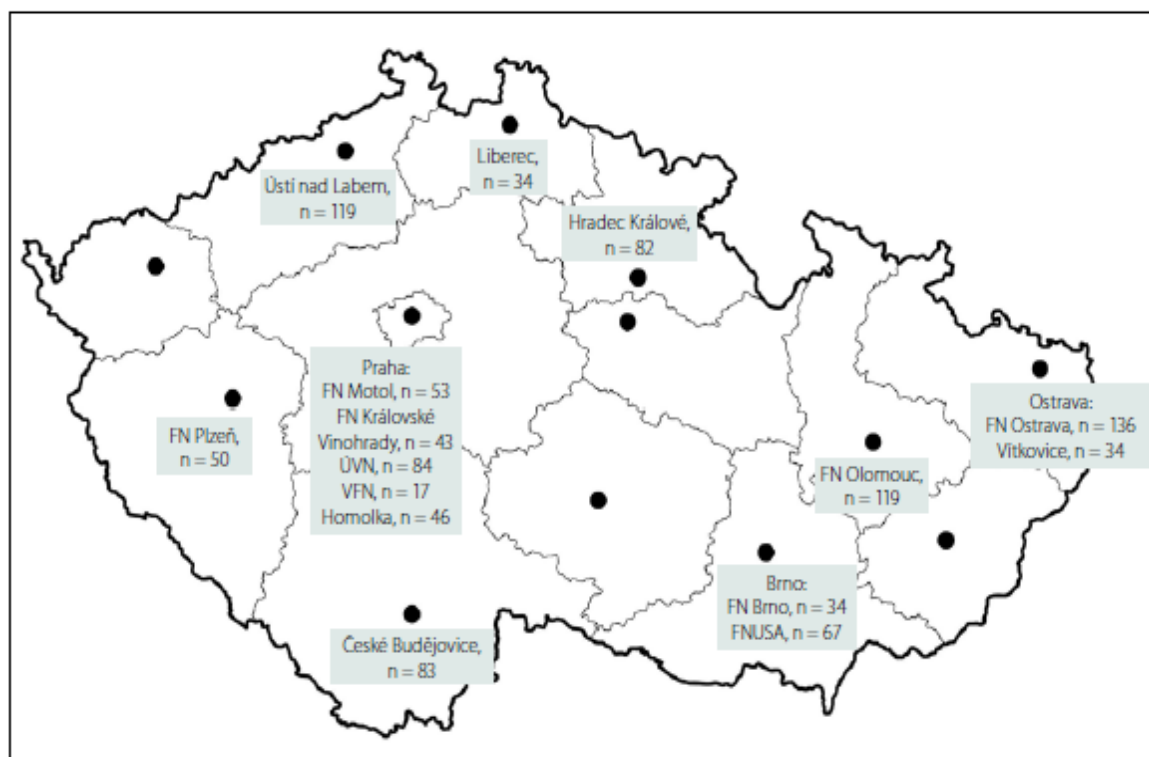 Liberec,
n = 34
Ústí nad Labem,
n = 119
Hradec Králové,
n = 82
Praha:
FN Motol, n = 53
FN Královské
Vinohrady, n = 43
ÚVN, n = 84
VFN, n = 17
Homolka, n = 46
FN Plzeň,
n = 50
Ostrava:
FN Ostrava, n = 136
Vítkovice, n = 34
FN Olomouc,
n = 119
Brno:
FN Brno, n = 34
FNUSA, n = 67
České Budějovice,
n = 83